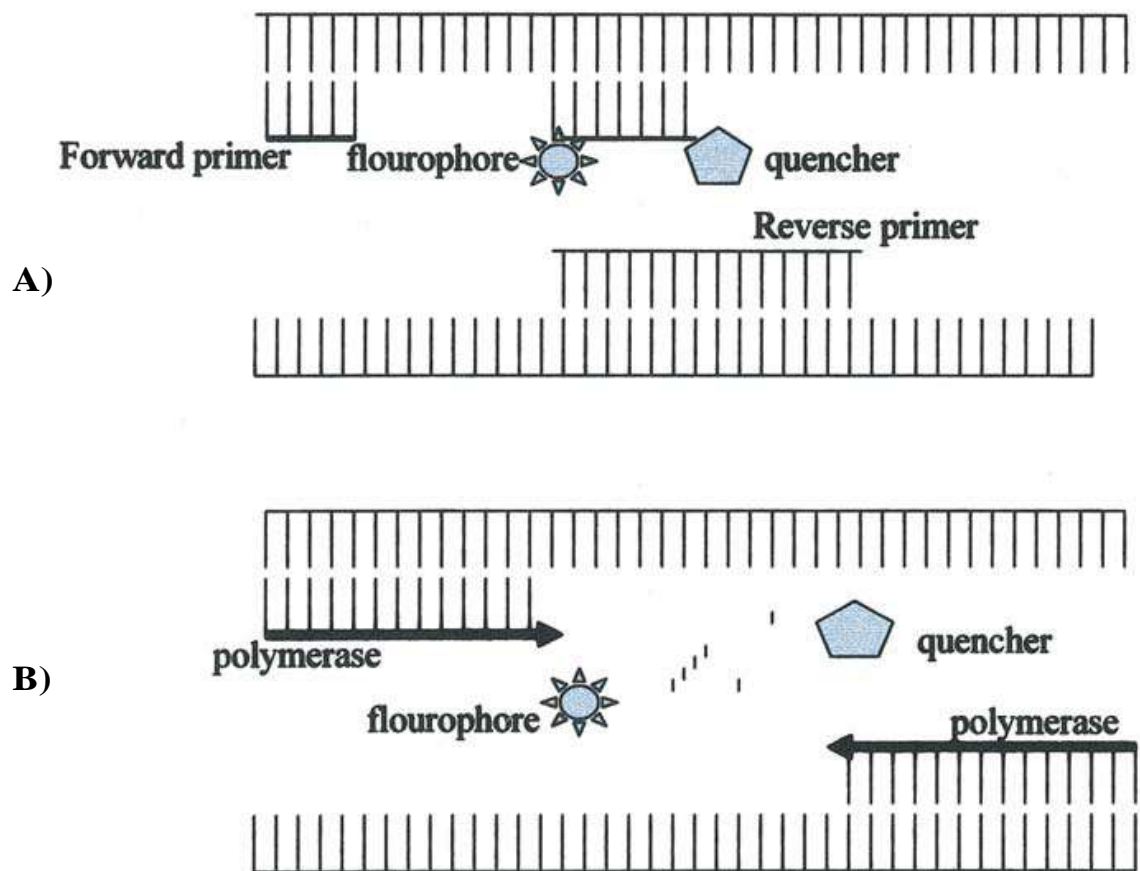 Forward primer
flourophore
quencher
Reverse primer
A)
polymerase
quencher
B)
flourophore
polymerase